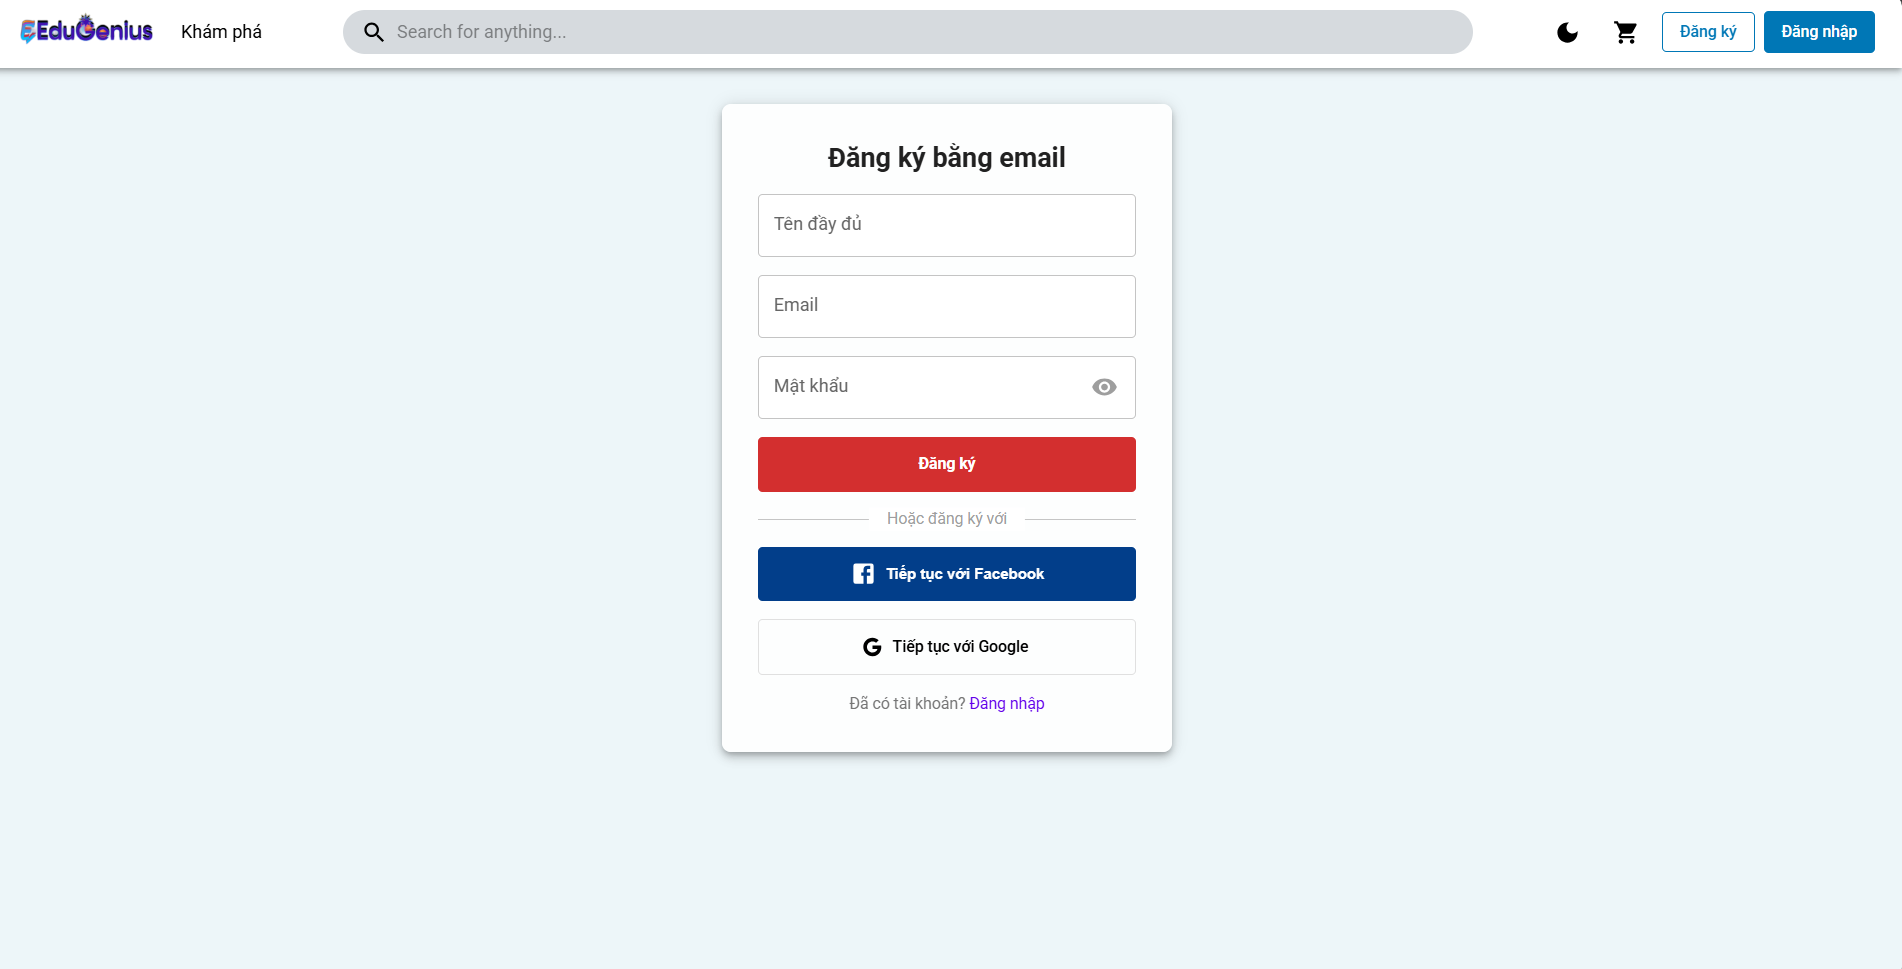 EduGenius
Khám phá
Search for anything...
Đăng ký
Đăng nhập
Đăng ký bằng email
Tên đầy đủ
Email
Mật khẩu
Đăng ký
Hoặc đăng ký với
Tiếp tục với Facebook
Tiếp tục với Google
Đã có tài khoản? Đăng nhập